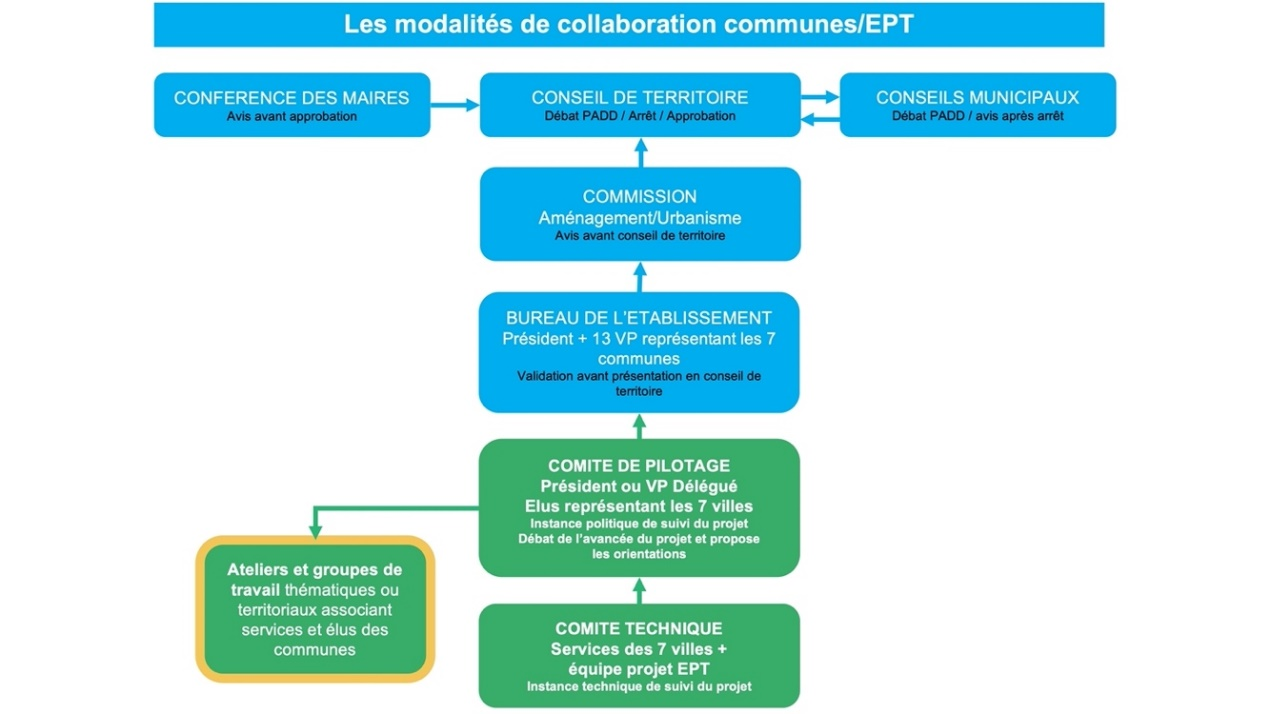 Les modalités de collaboration communes/EPT
CONFERENCE DES MAIRES
Avis avant approbation
CONSEIL DE TERRITOIRE
Débat PADD / Arrêt / Approbation
CONSEILS MUNICIPAUX
Débat PADD / avis après arrêt
COMMISSION
Aménagement/Urbanisme
Avis avant conseil de territoire
BUREAU DE L'ETABLISSEMENT
Président + 13 VP représentant les 7
communes
Validation avant présentation en conseil de
territoire
COMITE DE PILOTAGE
Président ou VP Délégué
Elus représentant les 7 villes
Instance politique de suivi du projet
Débat de l'avancée du projet et propose
les orientations
Ateliers et groupes de
travail thématiques ou
territoriaux associant
services et élus des
communes
COMITE TECHNIQUE
Services des 7 villes +
équipe projet EPT
Instance technique de suivi du projet